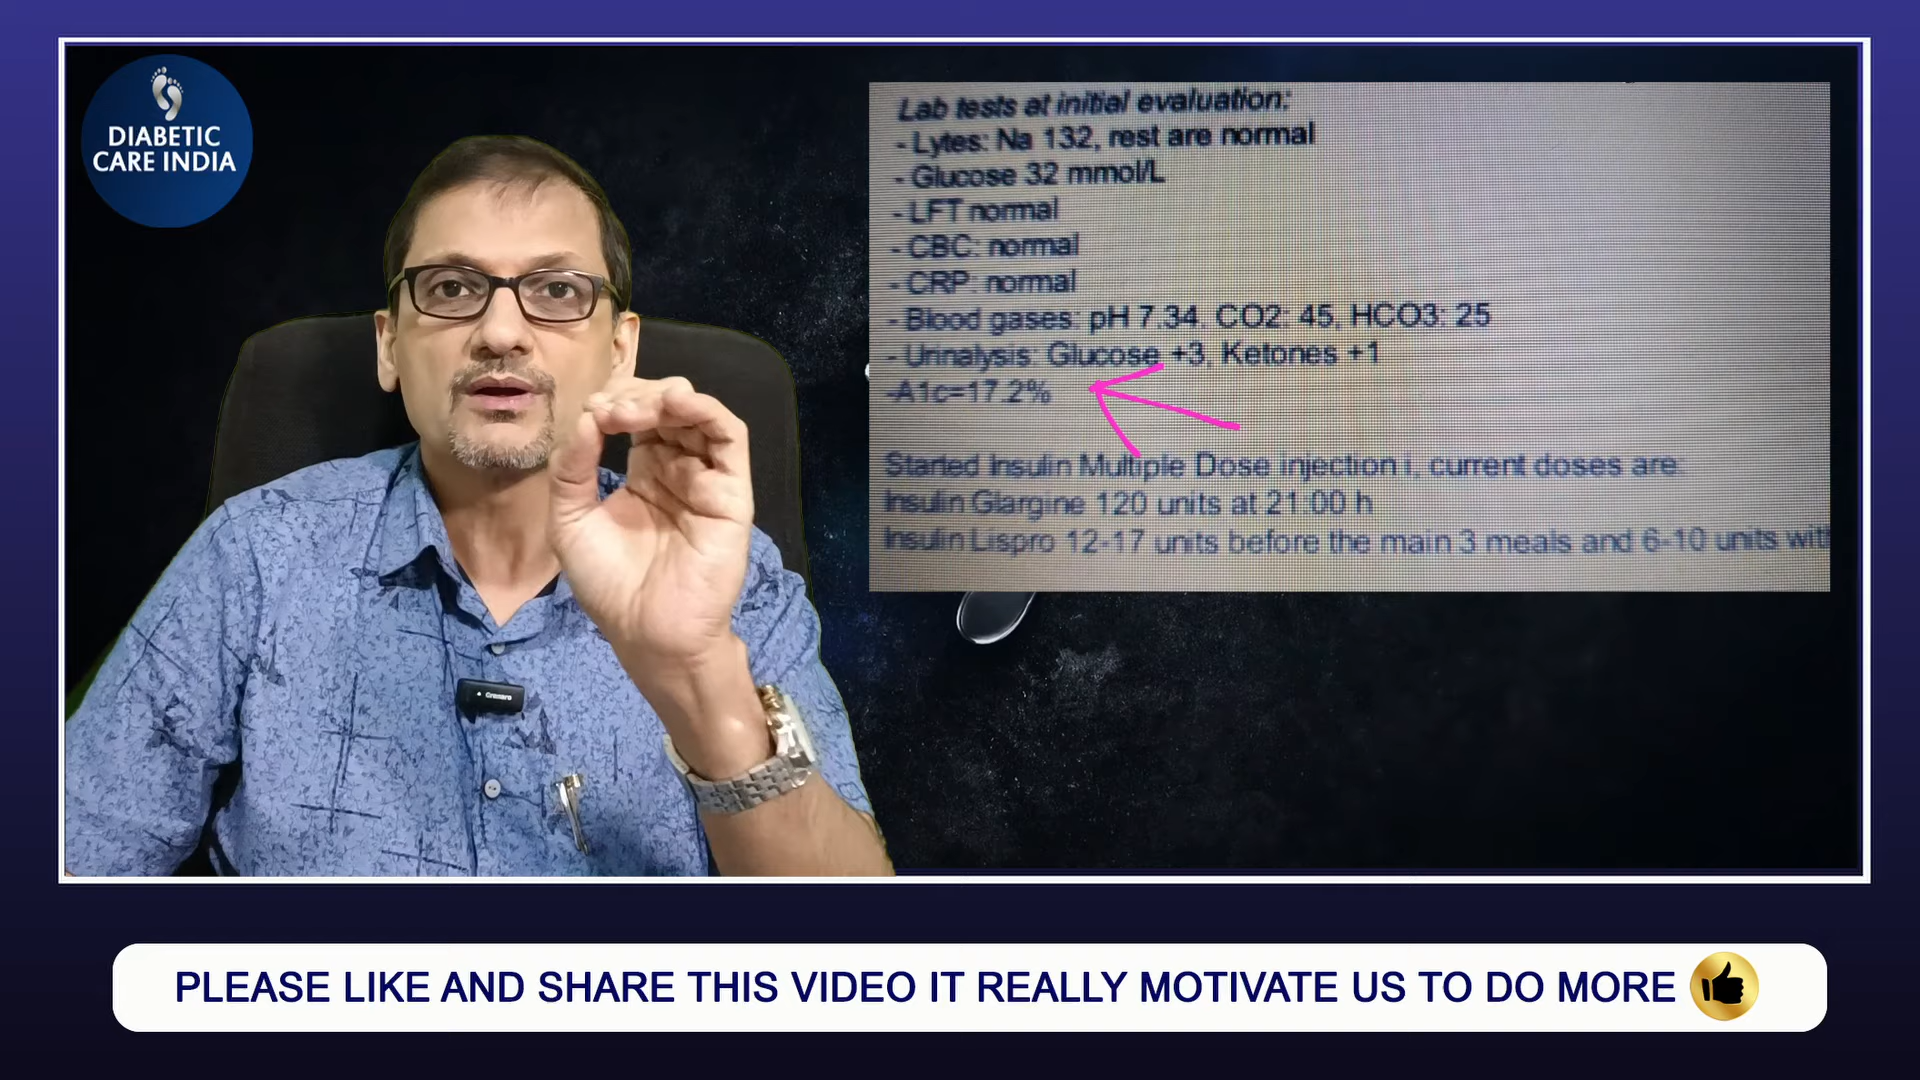 DIABETIC
CARE INDIA
Lab tests at initial evaluation:
- Lytes: Na 132, rest are normal
- Glucose 32 mmol/L
- LFT normal
- CBC: normal
- CRP: normal
- Blood gases: pH 7.34. CO2: 45, HCO3: 25
- Urinalysis: Glucose +3, Ketones +1
-A1c=17.2%
Started Insulin Multiple Dose injection i, current doses are:
Insulin Glargine 120 units at 21:00 h
Insulin Lispro 12-17 units before the main 3 meals and 6-10 units
PLEASE LIKE AND SHARE THIS VIDEO IT REALLY MOTIVATE US TO DO MORE